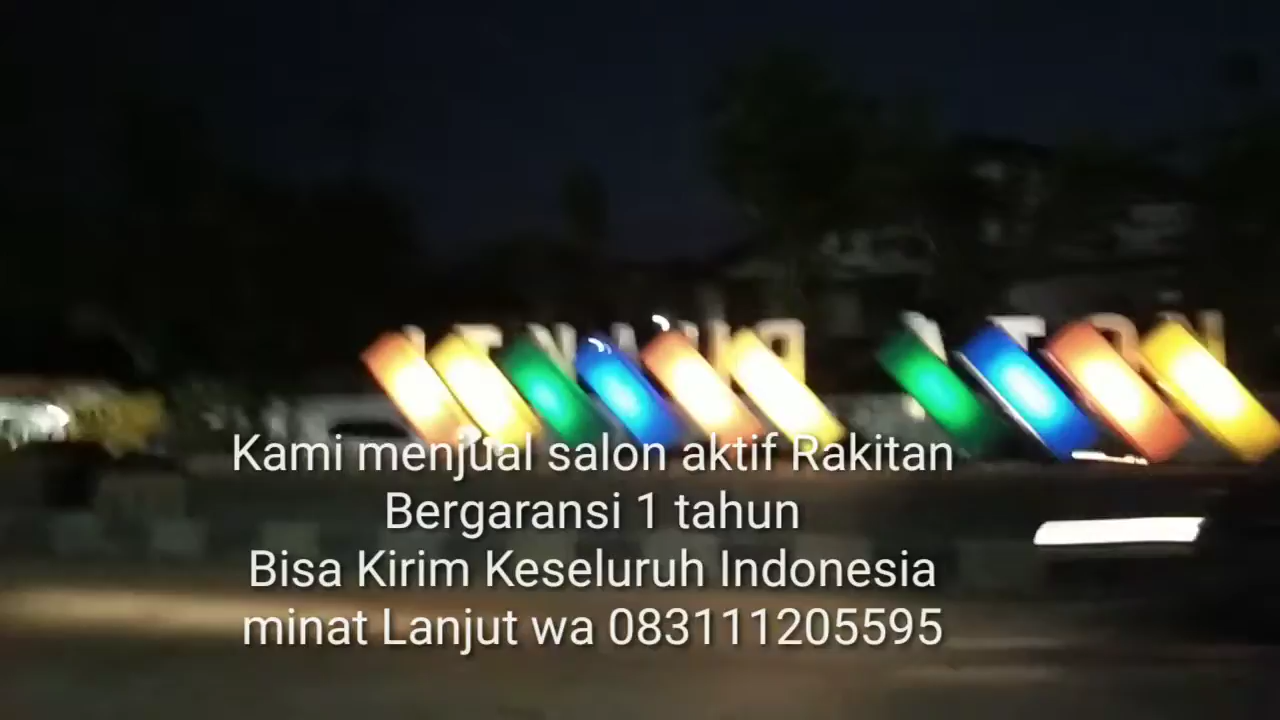 Kami menjual salon aktif Rakitan
Bergaransi 1 tahun
Bisa Kirim Keseluruh Indonesia
minat Lanjut wa 083111205595